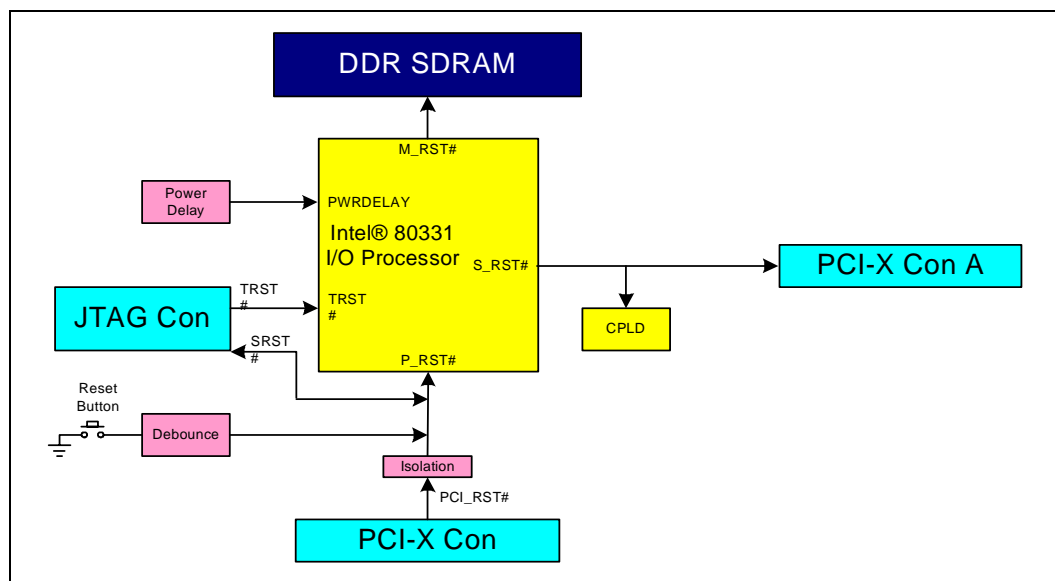 DDR SDRAM
M_RST#
Power
Delay
PWRDELAY
Intel® 80331
I/O Processor
S_RST#
PCI-X Con A
TRST
#
JTAG Con
TRST
#
CPLD
SRST
#
P_RST#
Reset
Button
Debounce
Isolation
PCI_RST#
PCI-X Con